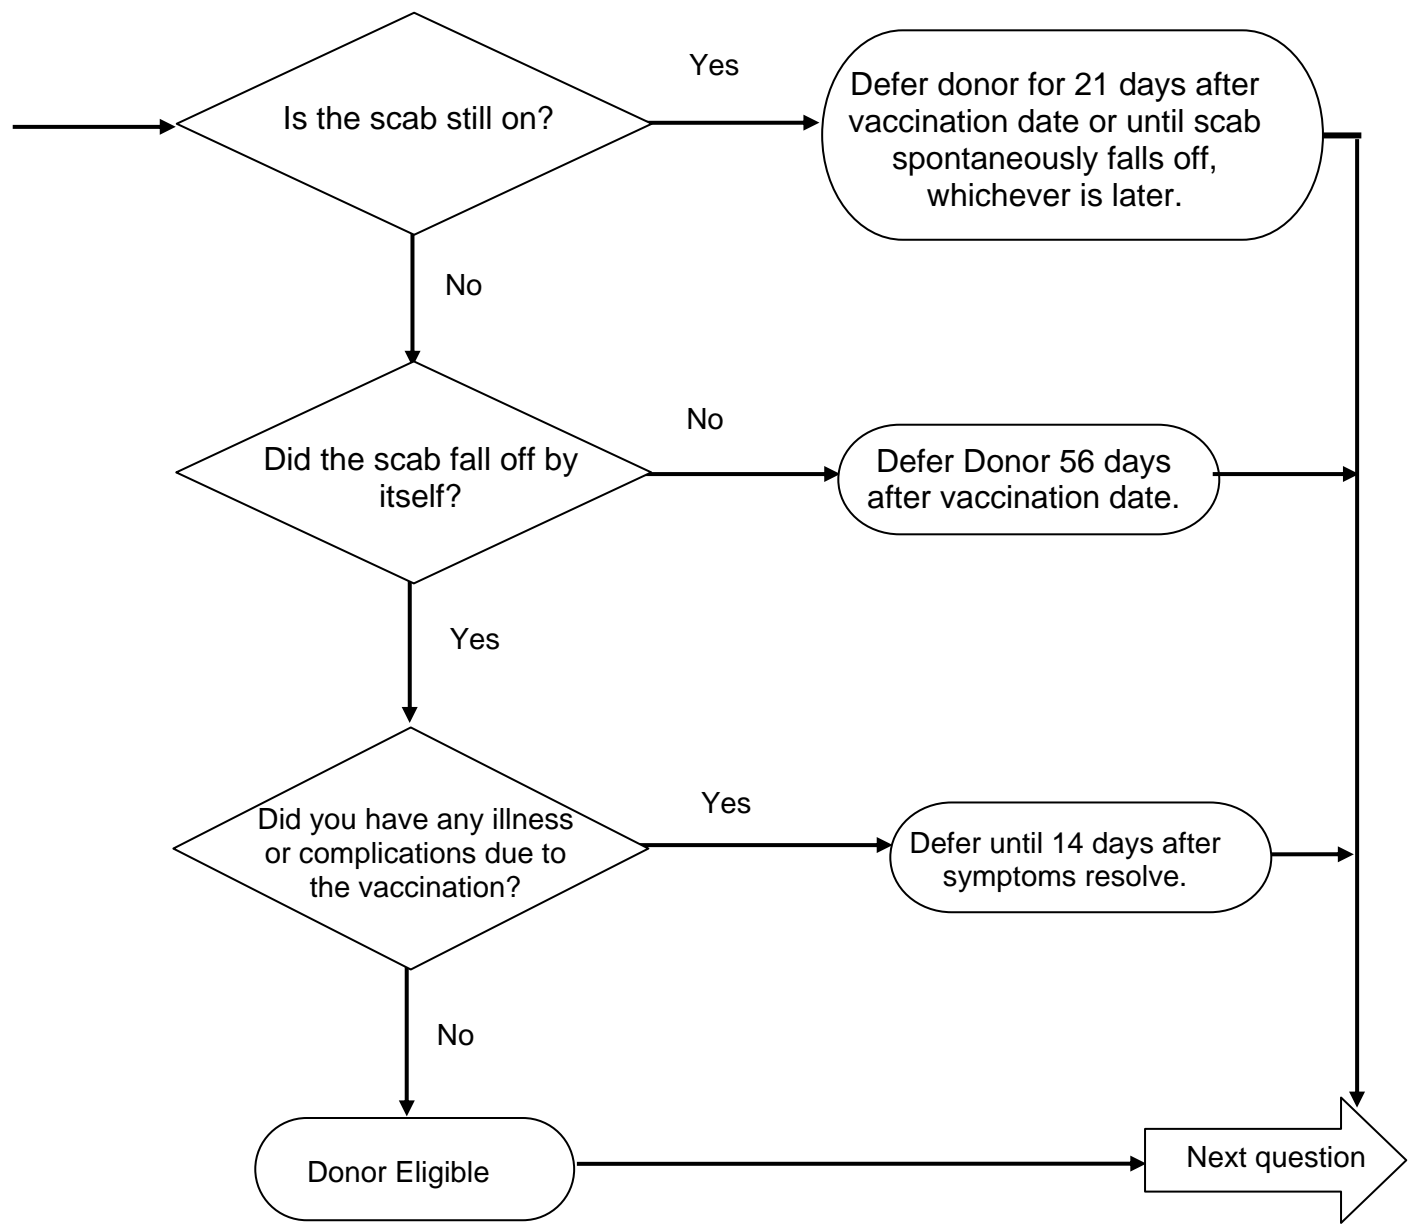 Is the scab still on?
Yes
Defer donor for 21 days after
vaccination date or until scab
spontaneously falls off,
whichever is later.
No
Did the scab fall off by
itself?
No
Defer Donor 56 days
after vaccination date.
Yes
Did you have any illness
or complications due to
the vaccination?
Yes
Defer until 14 days after
symptoms resolve.
No
Donor Eligible
Next question